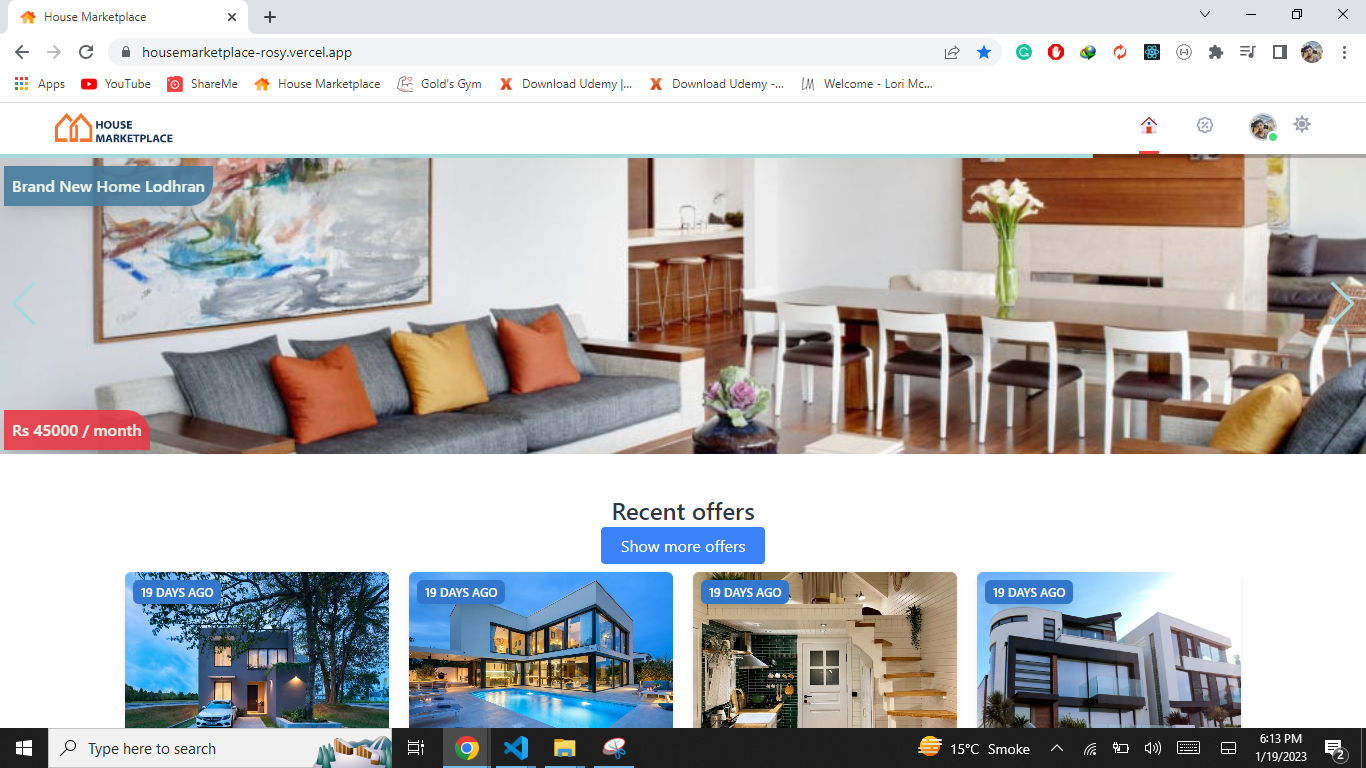 House Marketplace
housemarketplace-rosy.vercel.app
Apps
YouTube
ShareMe
House Marketplace
Gold's Gym
Download Udemy |...
Download Udemy -...
Welcome - Lori Mc...
HOUSE
MARKETPLACE
Brand New Home Lodhran
Rs 45000 / month
Recent offers
Show more offers
19 DAYS AGO
19 DAYS AGO
19 DAYS AGO
19 DAYS AGO
Type here to search
15°C Smoke
6:13 PM
1/19/2023
2